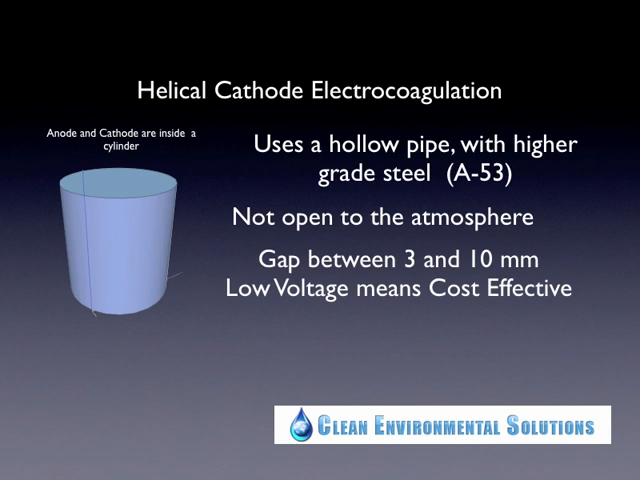 Helical Cathode Electrocoagulation
Anode and Cathode are inside a
cylinder
Uses a hollow pipe, with higher
grade steel (A-53)
Not open to the atmosphere
Gap between 3 and 10 mm
Low Voltage means Cost Effective
Clean Environmental Solutions